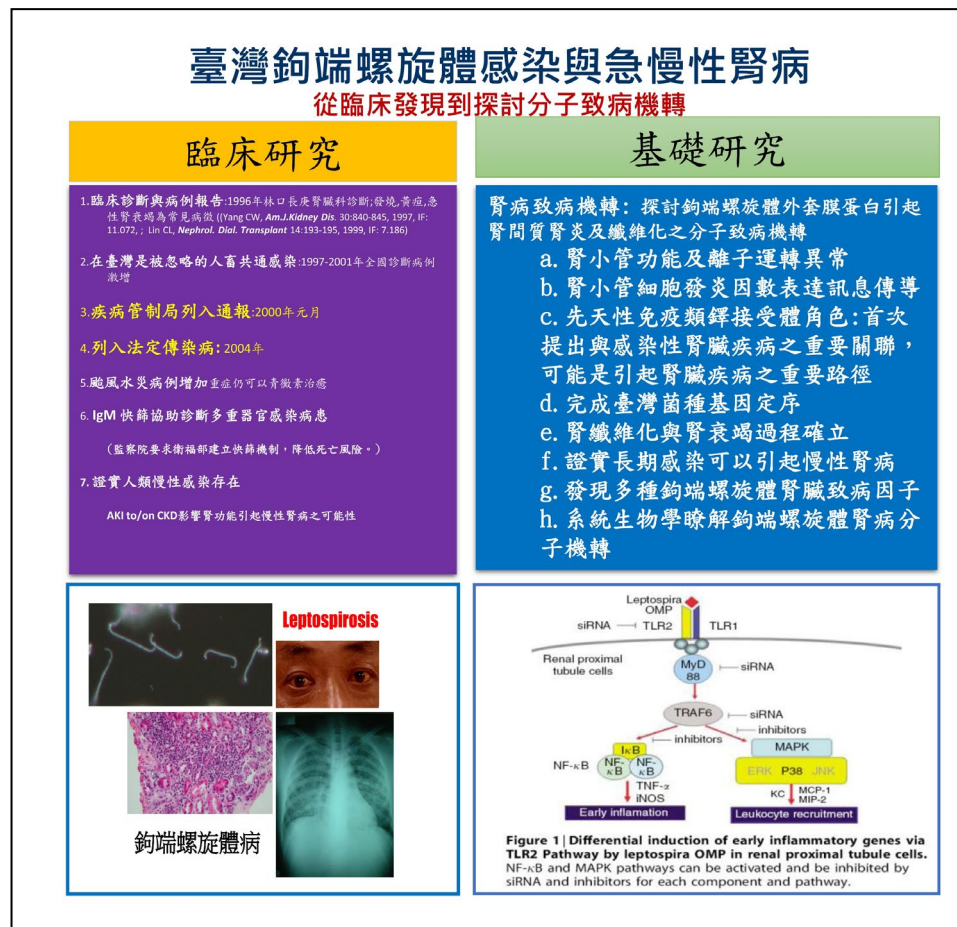 臺灣鉤端螺旋體感染與急慢性腎病
從臨床發現到探討分子致病機轉
臨床研究
1.臨床診斷與病例報告:1996年林口長庚腎臟科診斷;發燒,黃疸,急
性腎衰竭為常見病徵 ((Yang CW, Am.J.Kidney Dis. 30:840-845, 1997, IF:
11.072, ; Lin CL, Nephrol. Dial. Transplant 14:193-195, 1999, IF: 7.186)
2.在臺灣是被忽略的人畜共通感染:1997-2001年全國診斷病例
激增
3.疾病管制局列入通報:2000年元月
4.列入法定傳染病: 2004年
5.颱風水災病例增加重症仍可以青黴素治癒
6. IgM 快篩協助診斷多重器官感染病患
(監察院要求衛福部建立快篩機制，降低死亡風險。)
7. 證實人類慢性感染存在
AKI to/on CKD影響腎功能引起慢性腎病之可能性
基礎研究
腎病致病機轉: 探討鉤端螺旋體外套膜蛋白引起
腎間質腎炎及纖維化之分子致病機轉
a. 腎小管功能及離子運轉異常
b. 腎小管細胞發炎因數表達訊息傳導
c. 先天性免疫類鐸接受體角色:首次
提出與感染性腎臟疾病之重要關聯，
可能是引起腎臟疾病之重要路徑
d. 完成臺灣菌種基因定序
e. 腎纖維化與腎衰竭過程確立
f. 證實長期感染可以引起慢性腎病
g. 發現多種鉤端螺旋體腎臟致病因子
h. 系統生物學瞭解鉤端螺旋體腎病分
子機轉
Leptospirosis
鉤端螺旋體病
Leptospira
OMP
siRNA TLR2 TLR1
Renal proximal
tubule cells
MyD
88
siRNA
TRAF6
siRNA
inhibitors
inhibitors
IκB
MAPK
NF-κB
NF-
κB
NF-
κB
ERK P38 JNK
TNF-α
iNOS
KC
MCP-1
MIP-2
Early inflamation
Leukocyte recruitment
Figure 1 | Differential induction of early inflammatory genes via
TLR2 Pathway by leptospira OMP in renal proximal tubule cells.
NF-κB and MAPK pathways can be activated and be inhibited by
siRNA and inhibitors for each component and pathway.